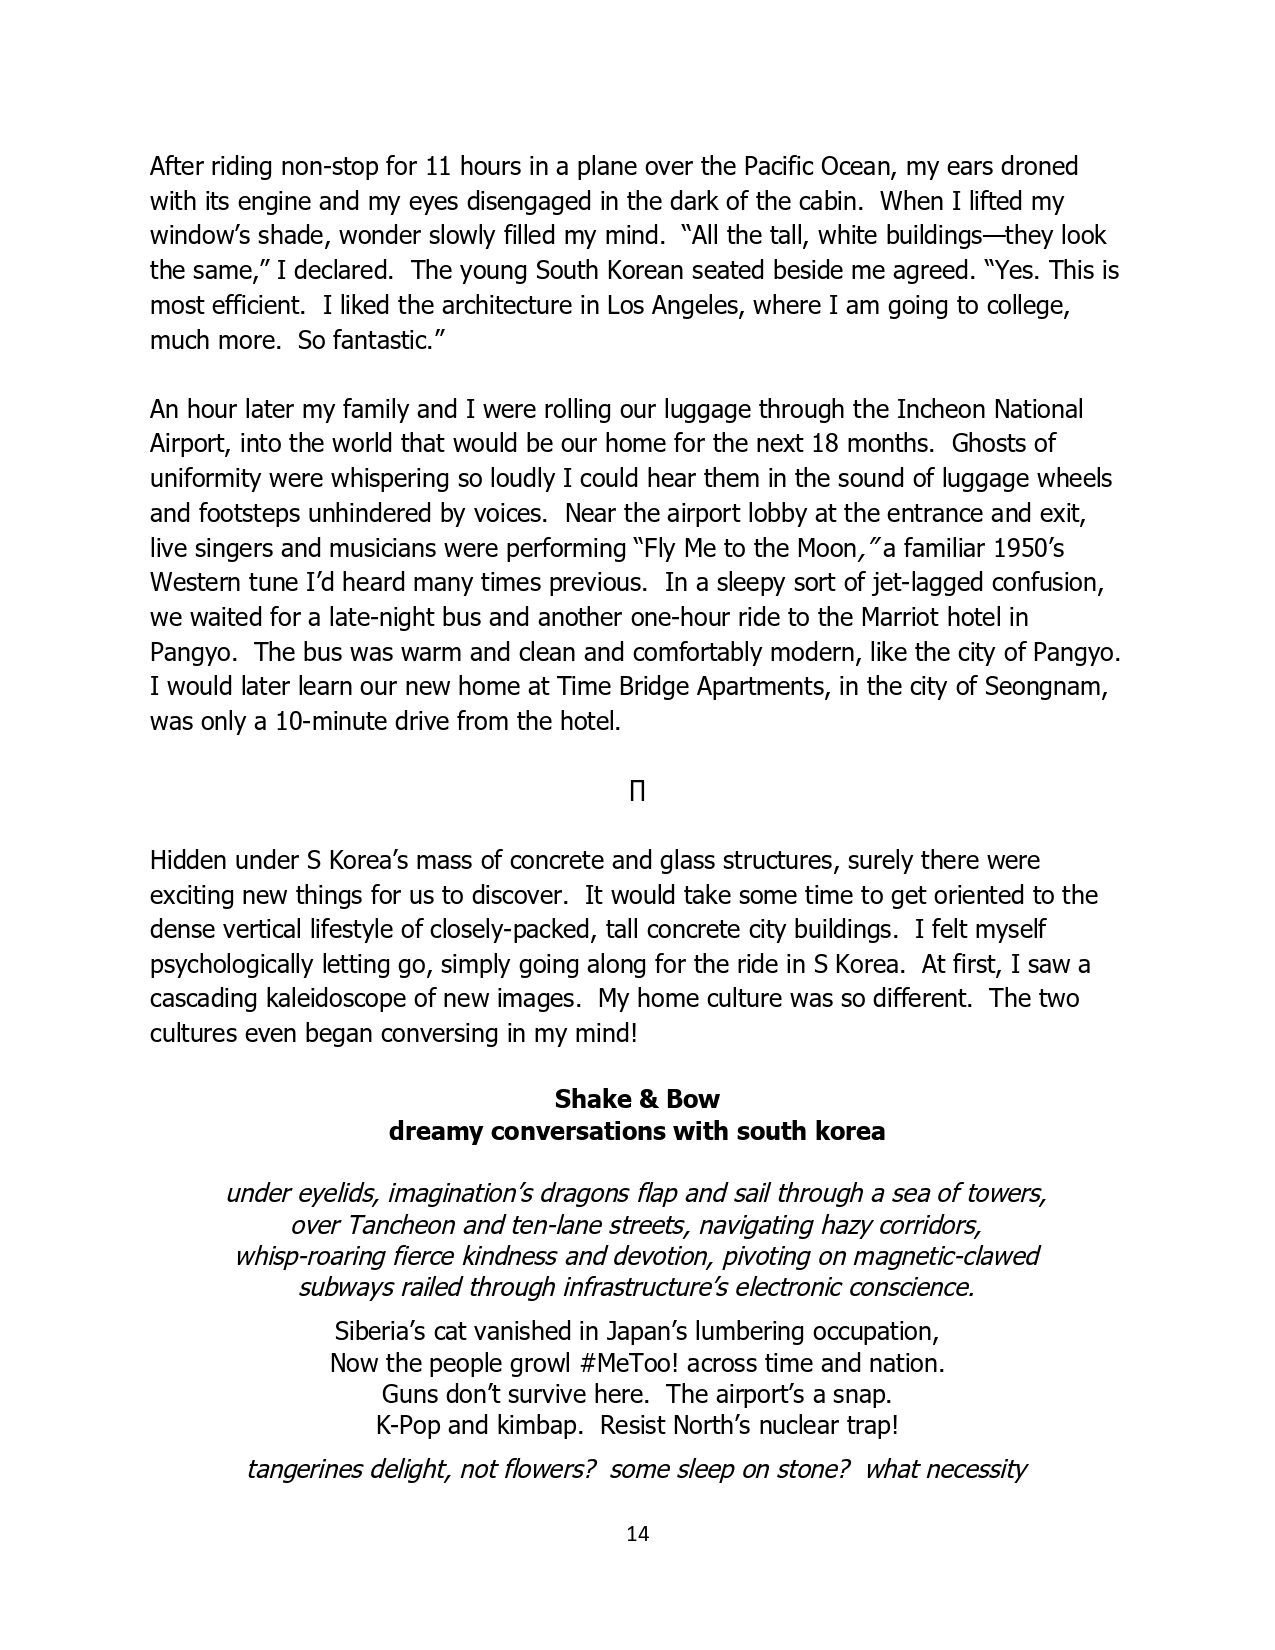 After riding non-stop for 11 hours in a plane over the Pacific Ocean, my ears droned
with its engine and my eyes disengaged in the dark of the cabin.  When I lifted my
window’s shade, wonder slowly filled my mind.  “All the tall, white buildings—they look
the same,” I declared.  The young South Korean seated beside me agreed. “Yes. This is
most efficient.  I liked the architecture in Los Angeles, where I am going to college,
much more.  So fantastic.”
An hour later my family and I were rolling our luggage through the Incheon National
Airport, into the world that would be our home for the next 18 months.  Ghosts of
uniformity were whispering so loudly I could hear them in the sound of luggage wheels
and footsteps unhindered by voices.  Near the airport lobby at the entrance and exit,
live singers and musicians were performing “Fly Me to the Moon,” a familiar 1950’s
Western tune I’d heard many times previous.  In a sleepy sort of jet-lagged confusion,
we waited for a late-night bus and another one-hour ride to the Marriot hotel in
Pangyo.  The bus was warm and clean and comfortably modern, like the city of Pangyo.
I would later learn our new home at Time Bridge Apartments, in the city of Seongnam,
was only a 10-minute drive from the hotel.
∏
Hidden under S Korea’s mass of concrete and glass structures, surely there were
exciting new things for us to discover.  It would take some time to get oriented to the
dense vertical lifestyle of closely-packed, tall concrete city buildings.  I felt myself
psychologically letting go, simply going along for the ride in S Korea.  At first, I saw a
cascading kaleidoscope of new images.  My home culture was so different.  The two
cultures even began conversing in my mind!
Shake & Bow
dreamy conversations with south korea
under eyelids, imagination’s dragons flap and sail through a sea of towers,
over Tancheon and ten-lane streets, navigating hazy corridors,
whisp-roaring fierce kindness and devotion, pivoting on magnetic-clawed
subways railed through infrastructure’s electronic conscience.
Siberia’s cat vanished in Japan’s lumbering occupation,
Now the people growl #MeToo! across time and nation.
Guns don’t survive here.  The airport’s a snap.
K-Pop and kimbap.  Resist North’s nuclear trap!
tangerines delight, not flowers?  some sleep on stone?  what necessity
14